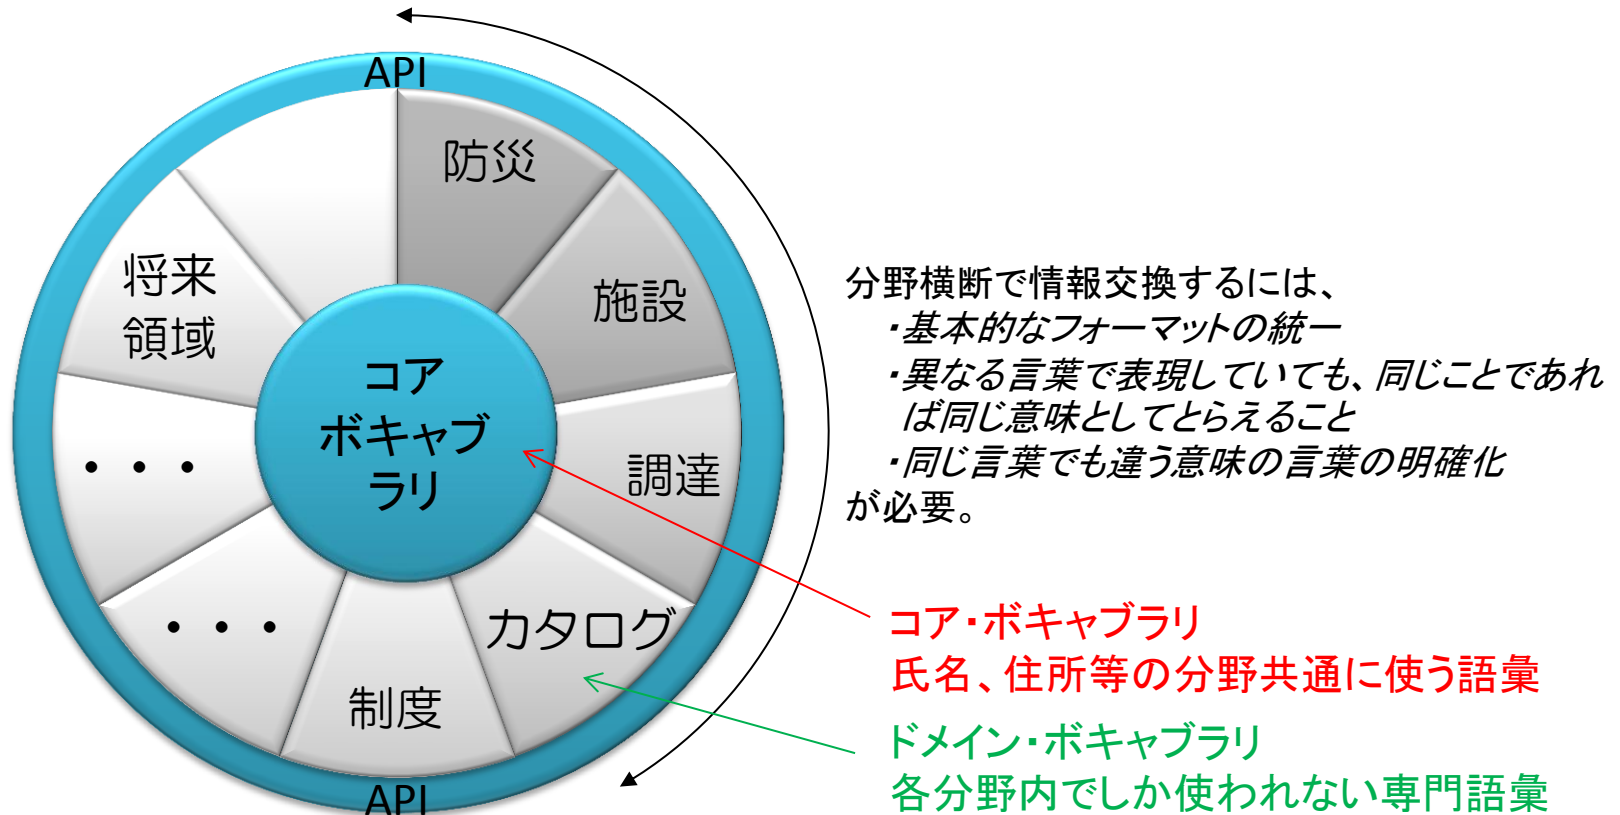 API
防災
施設
調達
カタログ
制度
・・・
・・・
将来
領域
コア
ボキャブ
ラリ
API
分野横断で情報交換するには、
・基本的なフォーマットの統一
・異なる言葉で表現していても、同じことであれ
ば同じ意味としてとらえること
・同じ言葉でも違う意味の言葉の明確化
が必要。
コア・ボキャブラリ
氏名、住所等の分野共通に使う語彙
ドメイン・ボキャブラリ
各分野内でしか使われない専門語彙